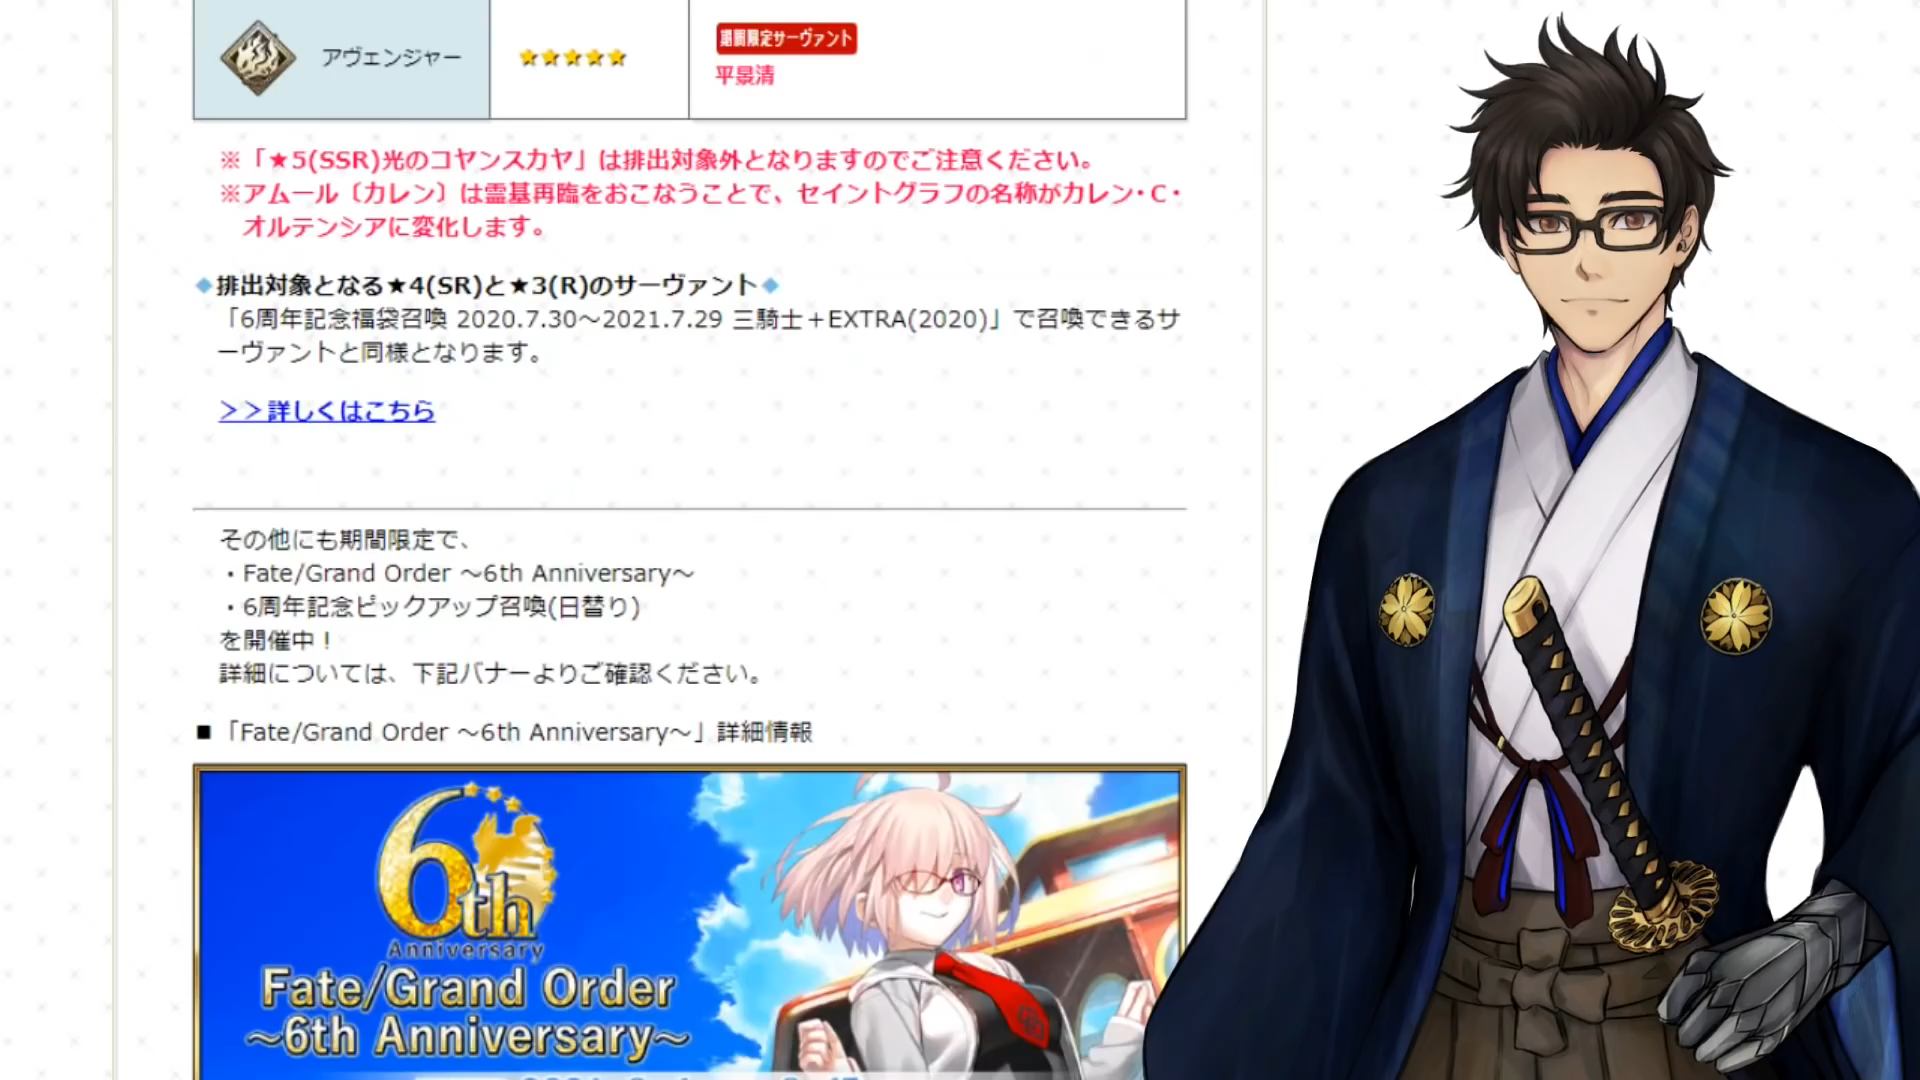 アヴェンジャー
★★★★★
期間限定サーヴァント
平景清
※「★5(SSR)光のコヤンスカヤ」は排出対象外となりますのでご注意ください。
※アムール〔カレン〕は霊基再臨をおこなうことで、セイントグラフの名称がカレン・C・
オルテンシアに変化します。
◆排出対象となる★4(SR)と★3(R)のサーヴァント◆
「6周年記念福袋召喚 2020.7.30～2021.7.29 三騎士＋EXTRA(2020)」で召喚できるサ
ーヴァントと同様となります。
＞＞詳しくはこちら
その他にも期間限定で、
・Fate/Grand Order ～6th Anniversary～
・6周年記念ピックアップ召喚(日替り)
を開催中！
詳細については、下記バナーよりご確認ください。
■「Fate/Grand Order ～6th Anniversary～」詳細情報
6th
Anniversary
Fate/Grand Order
～6th Anniversary～